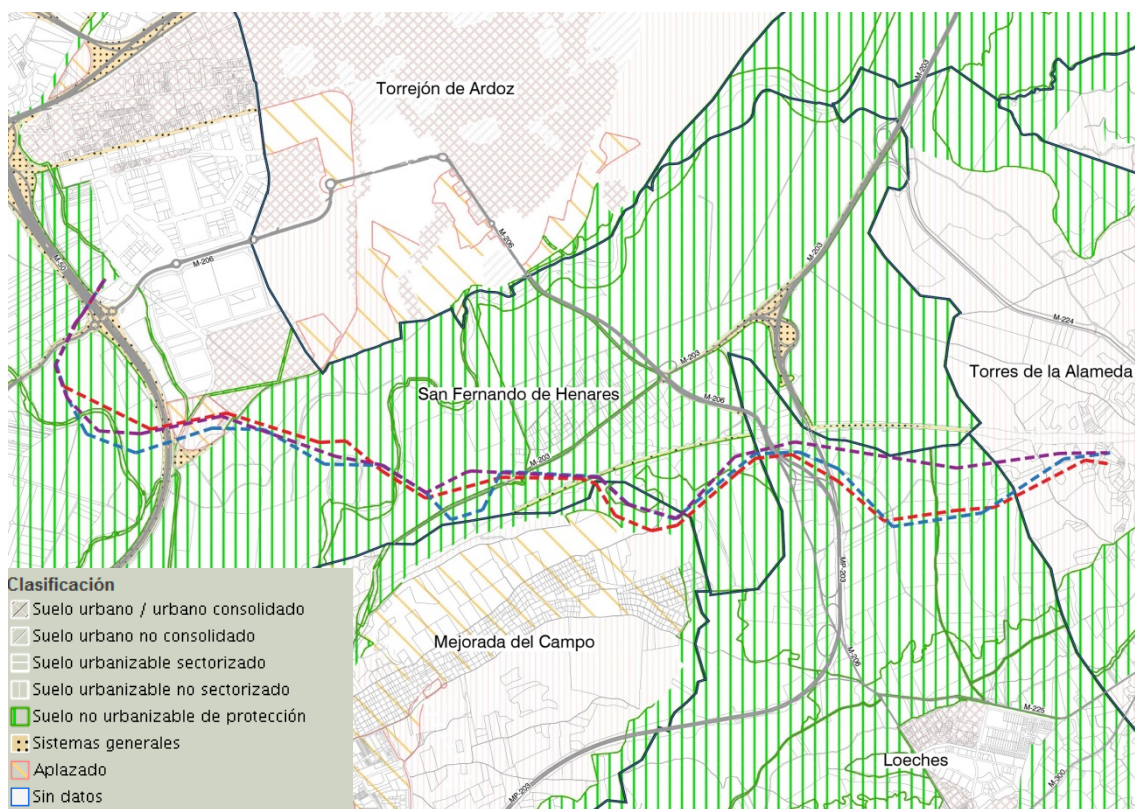 M-203
Torrejón de Ardoz
M-50
M-206
M-206
M-203
M-224
M-203
Torres de la Alameda
San Fernando de Henares
M-206
M-203
MP-203
Clasificación
Suelo urbano / urbano consolidado
Suelo urbano no consolidado
Suelo urbanizable sectorizado
Suelo urbanizable no sectorizado
Suelo no urbanizable de protección
Sistemas generales
Aplazado
Sin datos
Mejorada del Campo
M-206
M-225
Loeches
M-300
MP-203